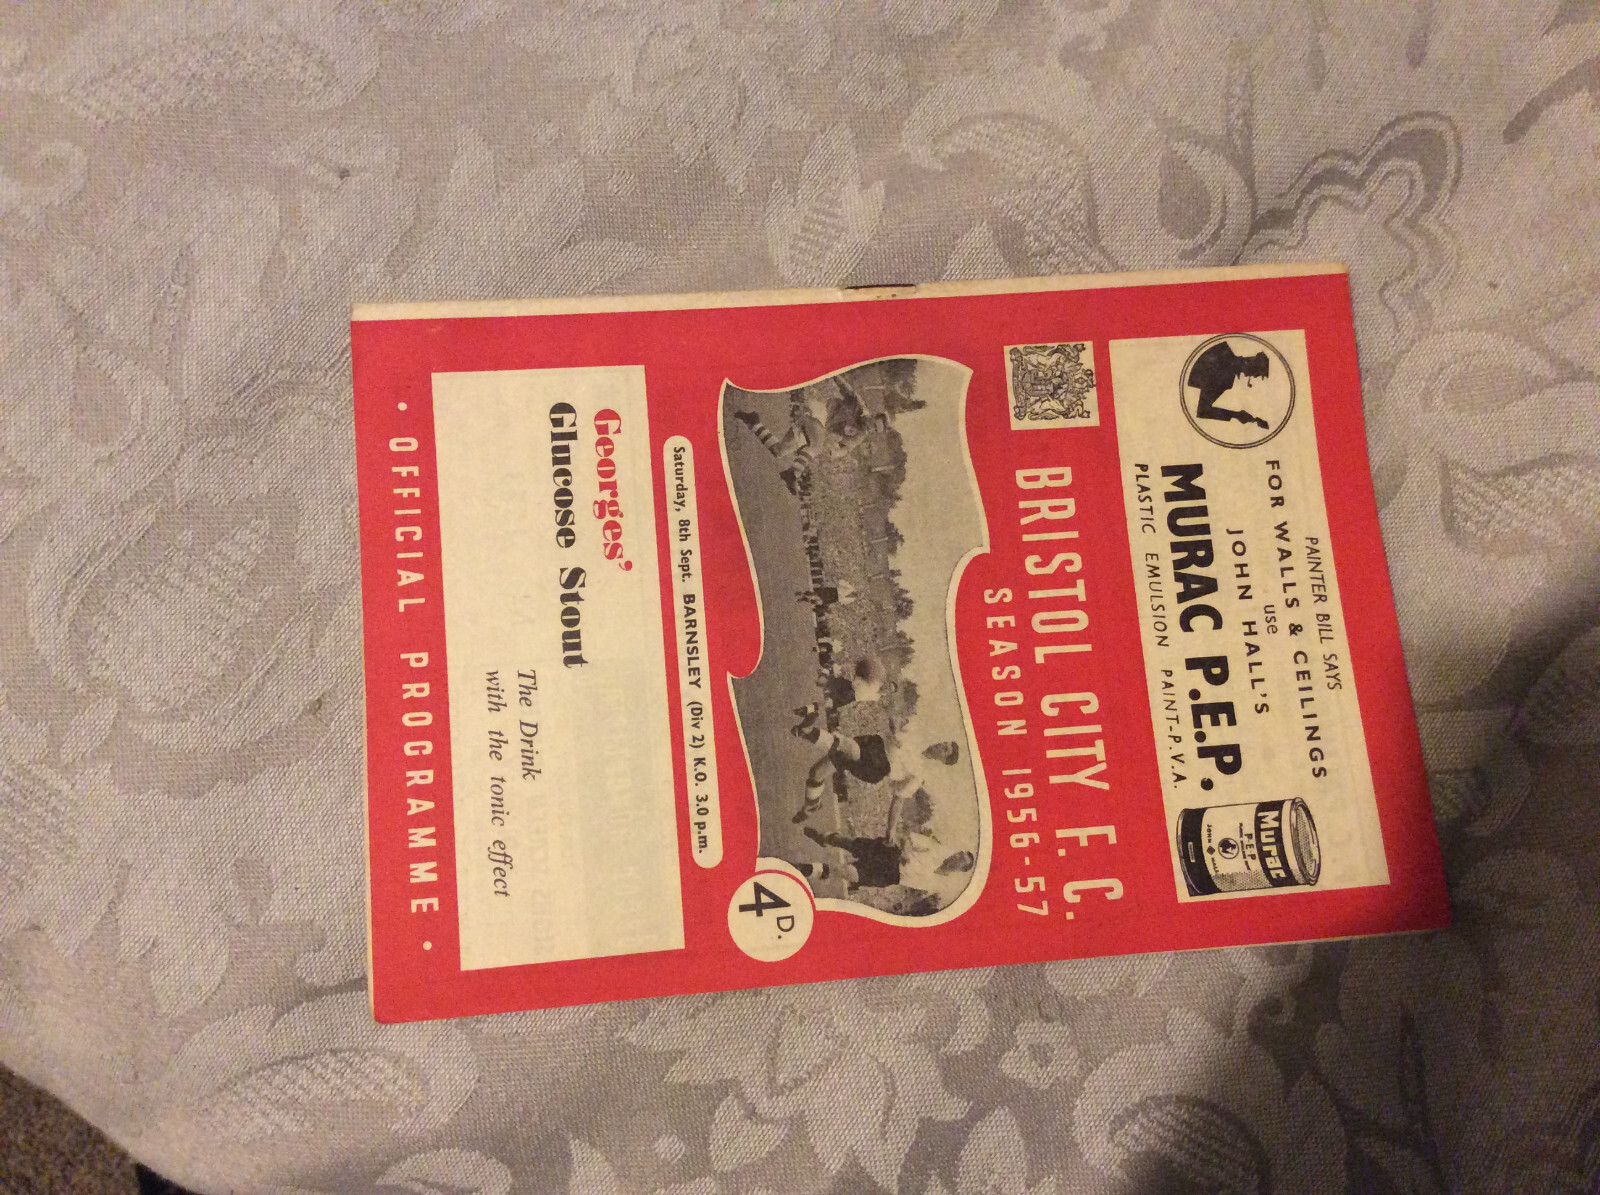 PAINTER BILL SAYS
FOR WALLS & CEILINGS
use
JOHN HALL'S
MURAC P.E.P.
PLASTIC EMULSION PAINT-P.V.A.
Murac
P.E.P
JOHN HALL
BRISTOL CITY F.C.
SEASON 1956-57
4D.
Saturday, 8th Sept. BARNSLEY (Div 2) K.O. 3.0 p.m.
Georges'
Glucose Stout
The Drink
with the tonic effect
• OFFICIAL PROGRAMME •